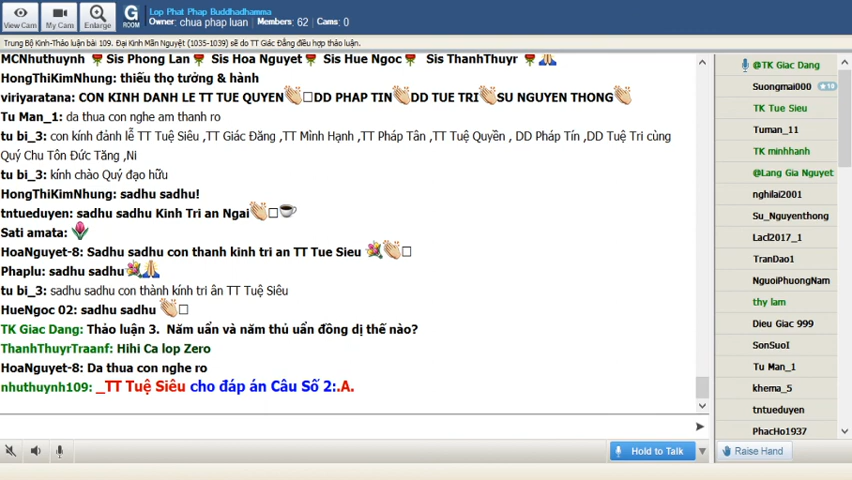 View Cam
My Cam
Enlarge
G
ROOM
Lop Phat Phap Buddhadhamma
Owner: chua phap luan Members: 62 Cams: 0
Trung Bộ Kinh-Thảo luận bài 109. Đại Kinh Mãn Nguyệt (1035-1039) sẽ do TT Giác Đẳng điều hợp thảo luận.
MCNhuthuynh 🌹 Sis Phong Lan 🌹 Sis Hoa Nguyet 🌹 Sis Hue Ngoc 🌹 Sis ThanhThuyr 🌹🙏
HongThiKimNhung: thiếu thọ tưởng & hành
viriyaratana: CON KINH DANH LE TT TUE QUYEN👏□DD PHAP TIN👏DD TUE TRI👏SU NGUYEN THONG👏
Tu Man_1: da thua con nghe am thanh ro
tu bi_3: con kính đảnh lễ TT Tuệ Siêu ,TT Giác Đăng ,TT Minh Hạnh ,TT Pháp Tân ,TT Tuệ Quyền , DD Pháp Tín ,DD Tuệ Tri cùng
Quý Chu Tôn Đức Tăng ,Ni
tu bi_3: kính chào Quý đạo hữu
HongThiKimNhung: sadhu sadhu!
tntueduyen: sadhu sadhu Kinh Tri an Ngai👏□☕
Sati amata: 🌷
HoaNguyet-8: Sadhu sadhu con thanh kinh tri an TT Tue Sieu 💐👏□
Phaplu: sadhu sadhu💐🙏
tu bi_3: sadhu sadhu con thành kính tri ân TT Tuệ Siêu
HueNgoc 02: sadhu sadhu 👏□
TK Giac Dang: Thảo luận 3. Năm uẩn và năm thủ uẩn đồng dị thế nào?
ThanhThuyrTraanf: Hihi Ca lop Zero
HoaNguyet-8: Da thua con nghe ro
nhuthuynh109: _TT Tuệ Siêu cho đáp án Câu Số 2:.A.
Hold to Talk
@TK Giac Dang
Suongmai000 10
TK Tue Sieu
Tuman_11
TK minhhanh
@Lang Gia Nguyet
nghilai2001
Su_Nguyenthong
Lacl2017_1
TranDao1
NguoiPhuongNam
thy lam
Dieu Giac 999
SonSuoI
Tu Man_1
khema_5
tntueduyen
PhacHo1937
Raise Hand